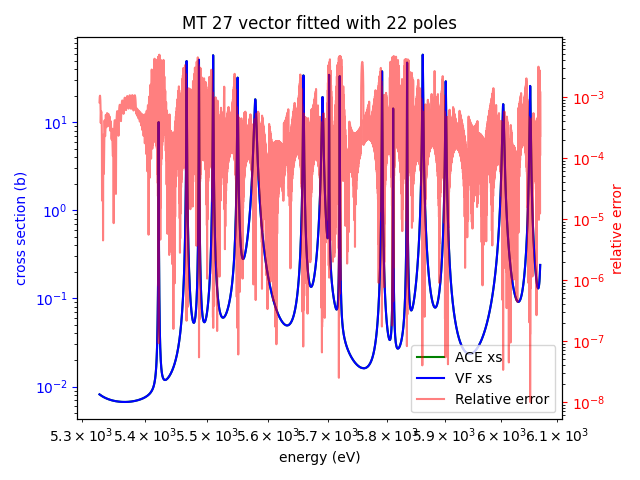 MT 27 vector fitted with 22 poles
cross section (b)
10¹
10⁰
10⁻¹
10⁻²
10⁻³
10⁻⁴
10⁻⁵
10⁻⁶
10⁻⁷
10⁻⁸
relative error
ACE xs
VF xs
Relative error
5.3 × 10³ 5.4 × 10³ 5.5 × 10³ 5.6 × 10³ 5.7 × 10³ 5.8 × 10³ 5.9 × 10³ 6 × 10³ 6.1 × 10³
energy (eV)